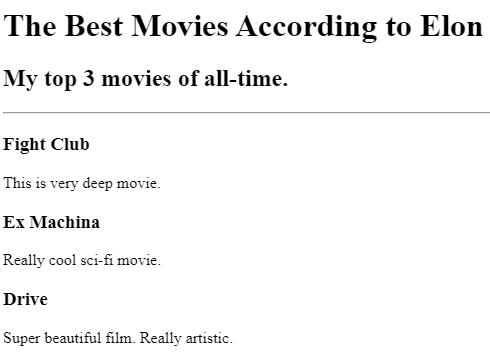 The Best Movies According to Elon
My top 3 movies of all-time.
Fight Club
This is very deep movie.
Ex Machina
Really cool sci-fi movie.
Drive
Super beautiful film. Really artistic.